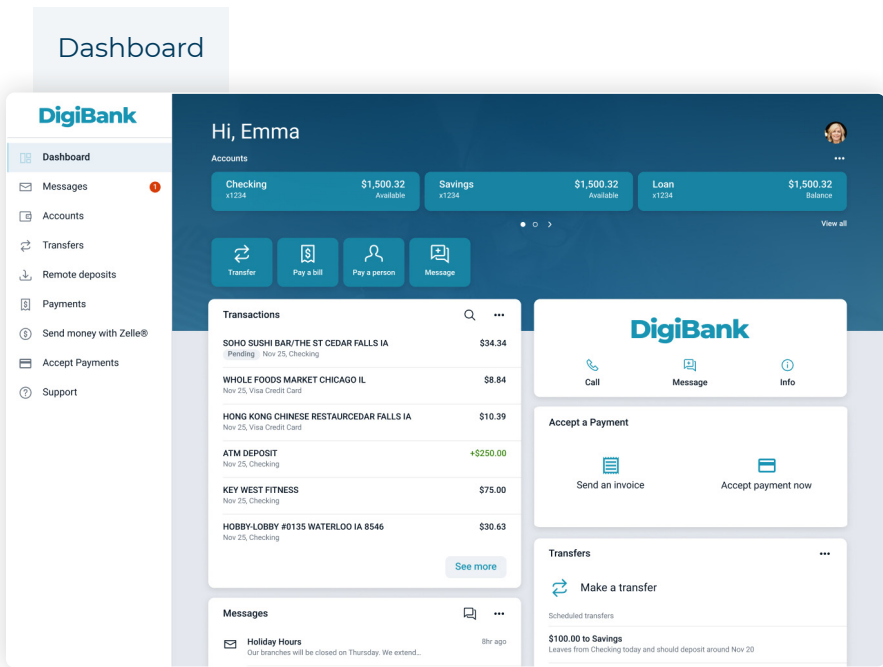 Dashboard
DigiBank
Dashboard
Messages 1
Accounts
Transfers
Remote deposits
Payments
Send money with Zelle®
Accept Payments
Support
Hi, Emma
Accounts
Checking $1,500.32
x1234 Available
Savings $1,500.32
x1234 Available
Loan $1,500.32
x1234 Balance
View all
Transfer
Pay a bill
Pay a person
Message
Transactions
SOHO SUSHI BAR/THE ST CEDAR FALLS IA $34.34
Pending Nov 25, Checking
WHOLE FOODS MARKET CHICAGO IL $8.84
Nov 25, Visa Credit Card
HONG KONG CHINESE RESTAURCEDAR FALLS IA $10.39
Nov 25, Visa Credit Card
ATM DEPOSIT +$250.00
Nov 25, Checking
KEY WEST FITNESS $75.00
Nov 25, Checking
HOBBY-LOBBY #0135 WATERLOO IA 8546 $30.63
Nov 25, Checking
See more
Messages
Holiday Hours 8hr ago
Our branches will be closed on Thursday. We extend...
DigiBank
Call
Message
Info
Accept a Payment
Send an invoice
Accept payment now
Transfers
Make a transfer
Scheduled transfers
$100.00 to Savings
Leaves from Checking today and should deposit around Nov 20